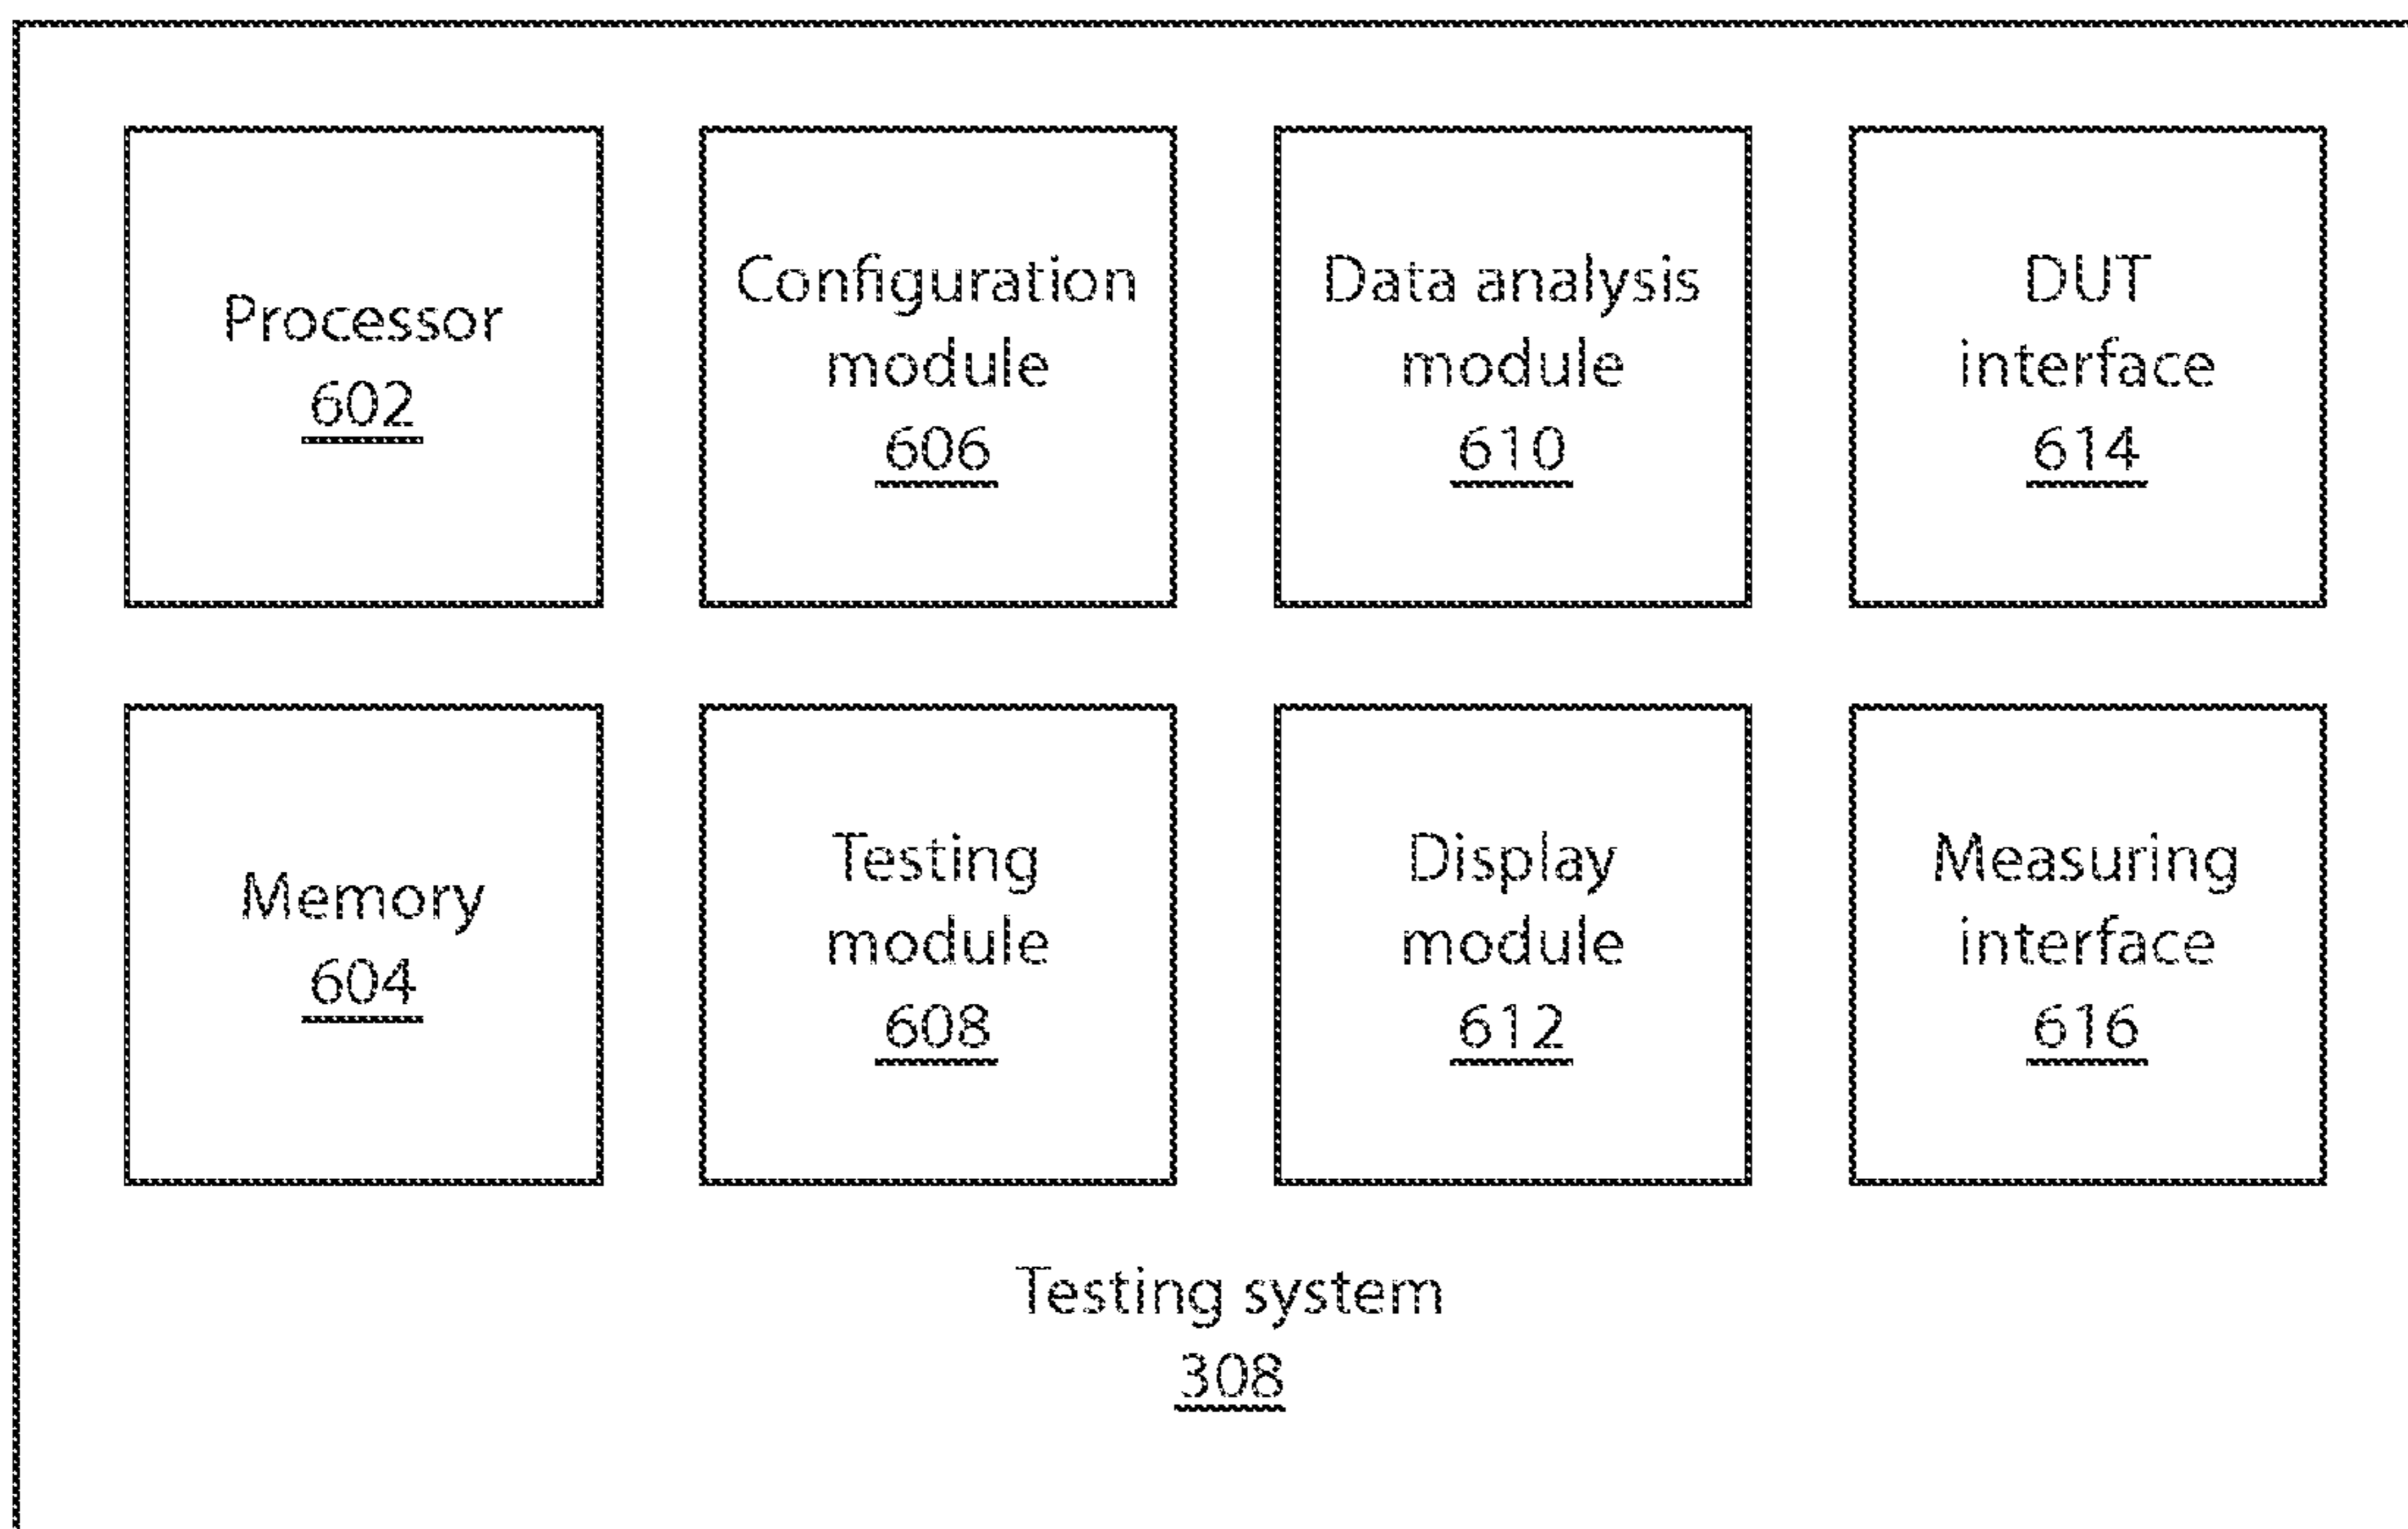 Processor
602
Configuration
module
606
Data analysis
module
610
DUT
interface
614
Memory
604
Testing
module
608
Display
module
612
Measuring
interface
616
Testing system
308